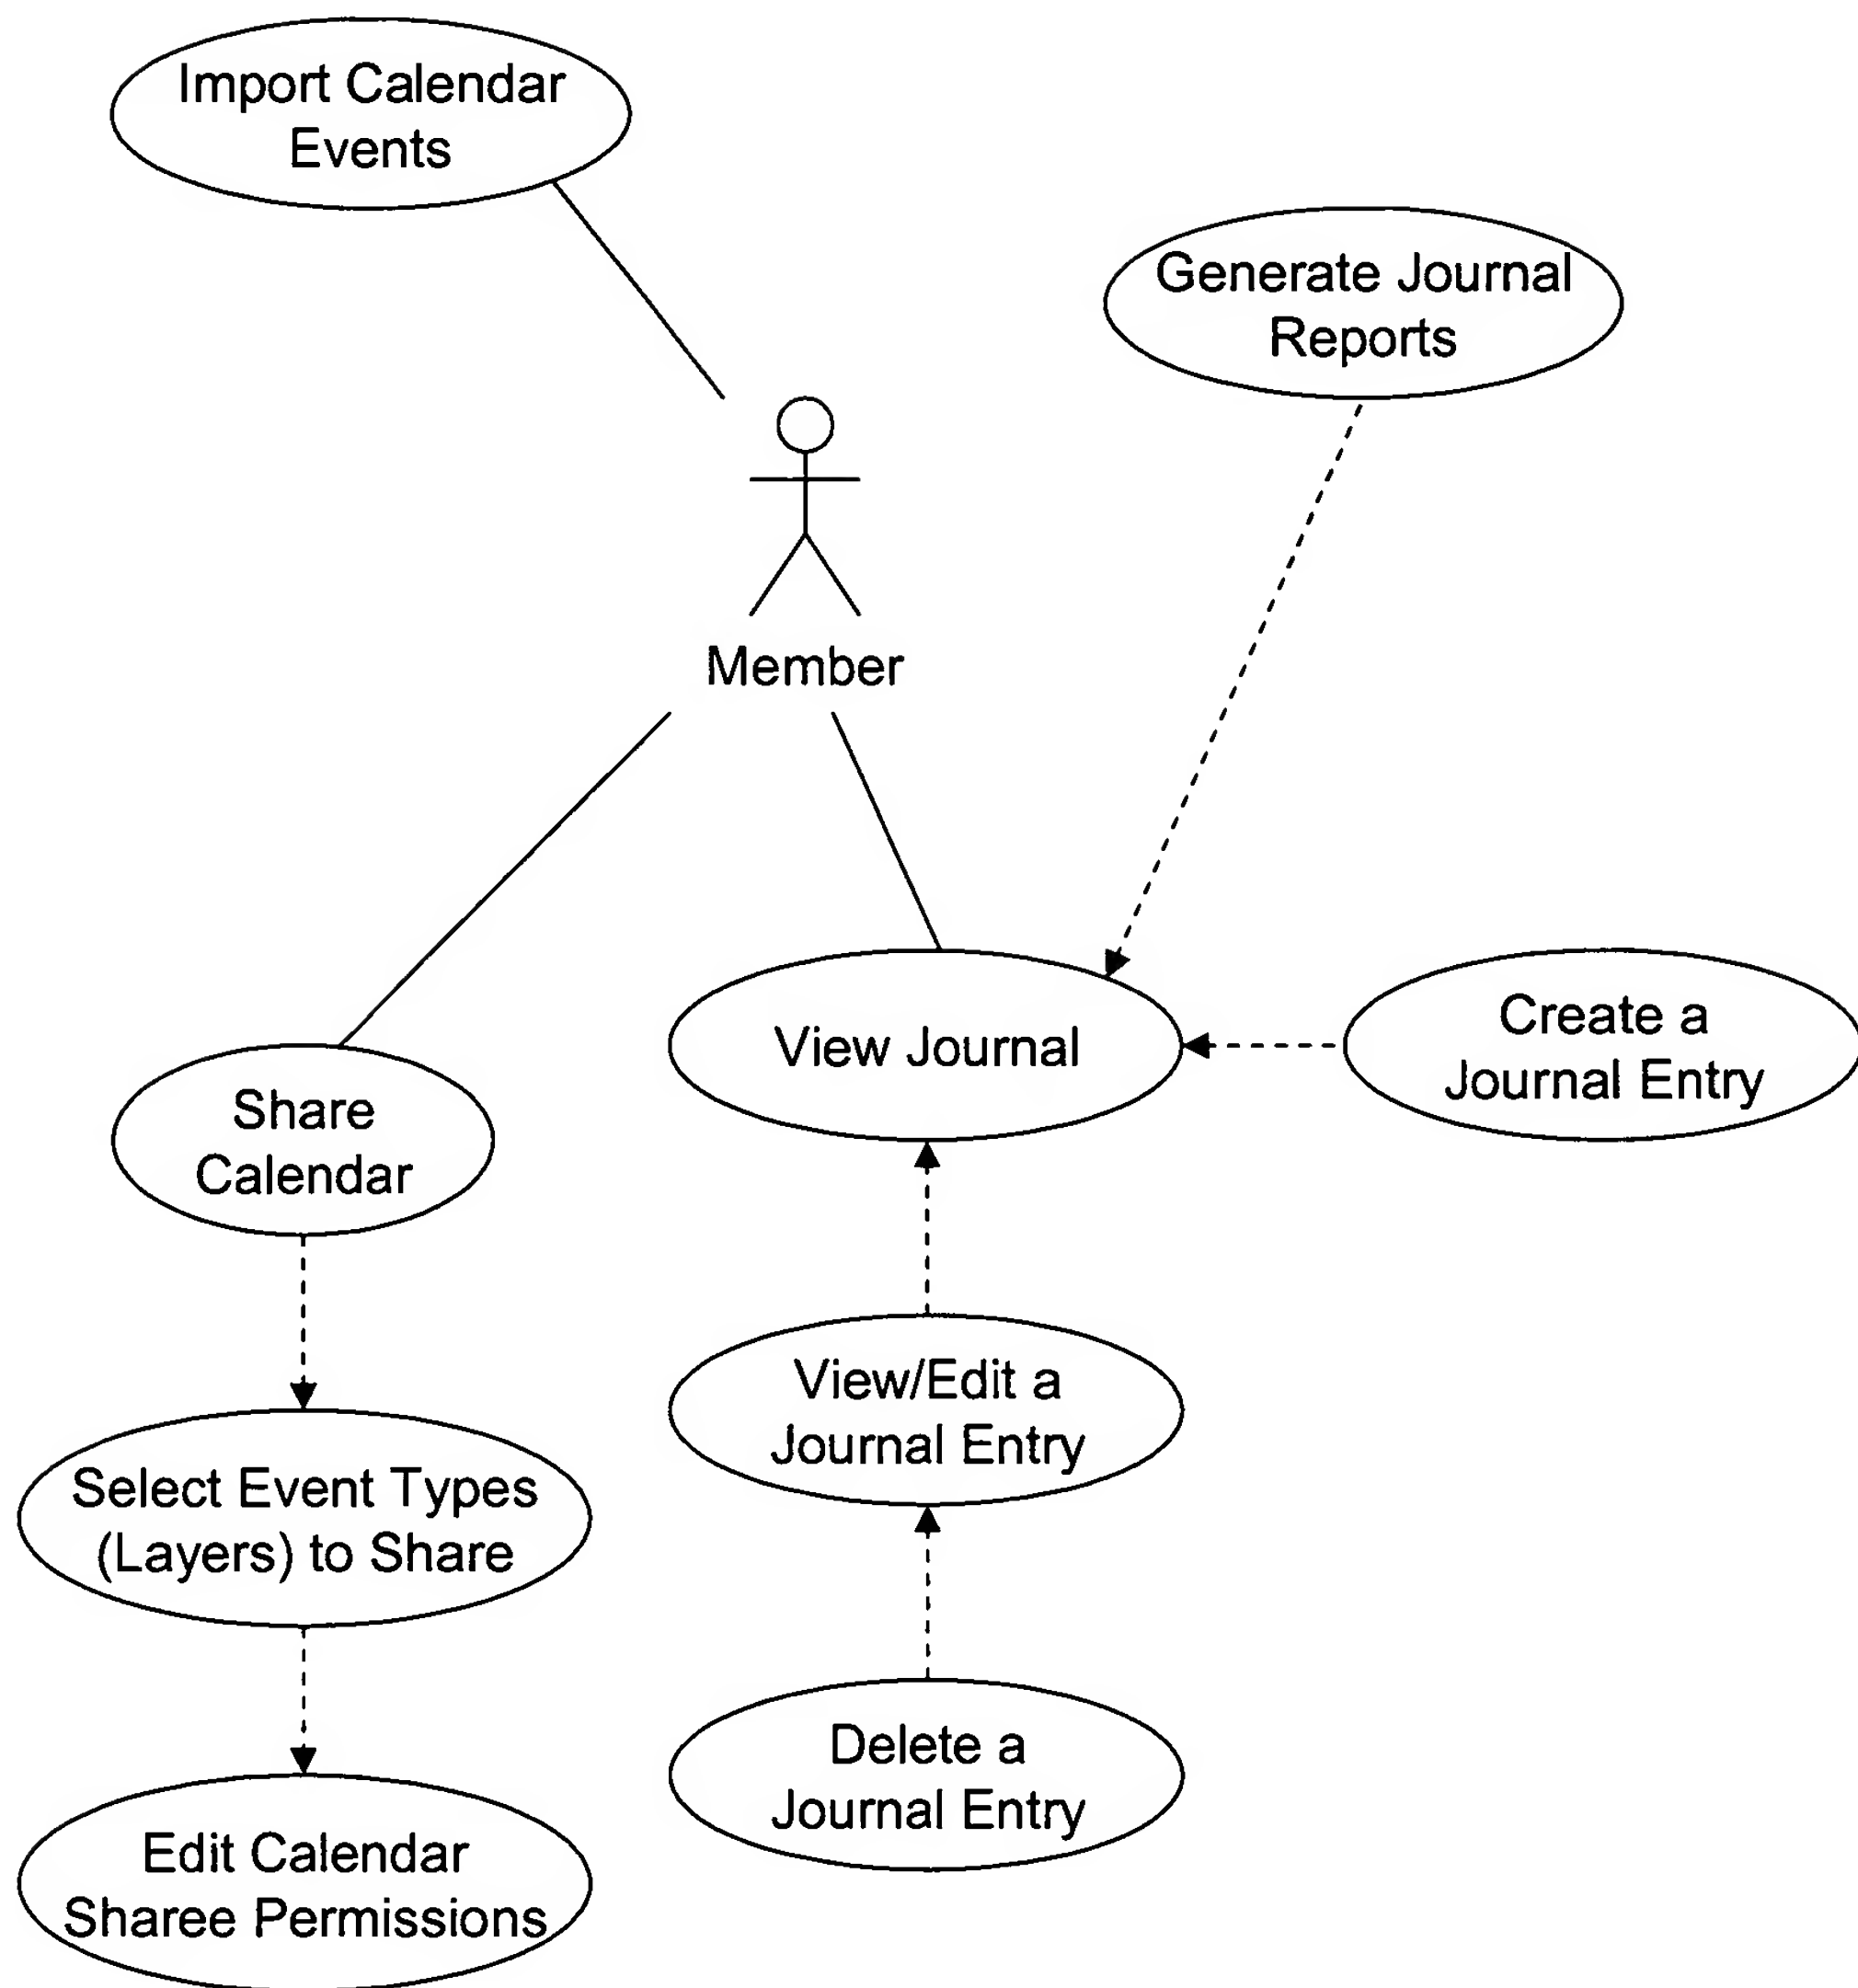 Import Calendar
Events
Generate Journal
Reports
Member
View Journal
Create a
Journal Entry
Share
Calendar
View/Edit a
Journal Entry
Select Event Types
(Layers) to Share
Delete a
Journal Entry
Edit Calendar
Sharee Permissions